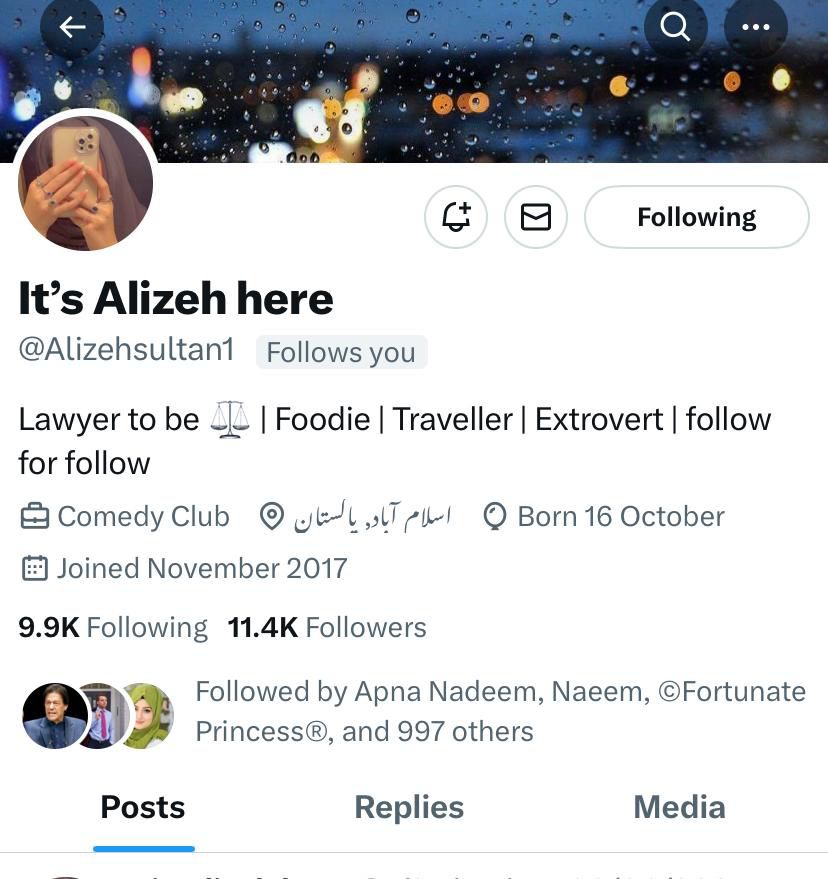 Following
It’s Alizeh here
@Alizehsultan1 Follows you
Lawyer to be ⚖️ | Foodie | Traveller | Extrovert | follow
for follow
Comedy Club اسلام آباد, پاکستان Born 16 October
Joined November 2017
9.9K Following 11.4K Followers
Followed by Apna Nadeem, Naeem, ©Fortunate
Princess®, and 997 others
Posts Replies Media